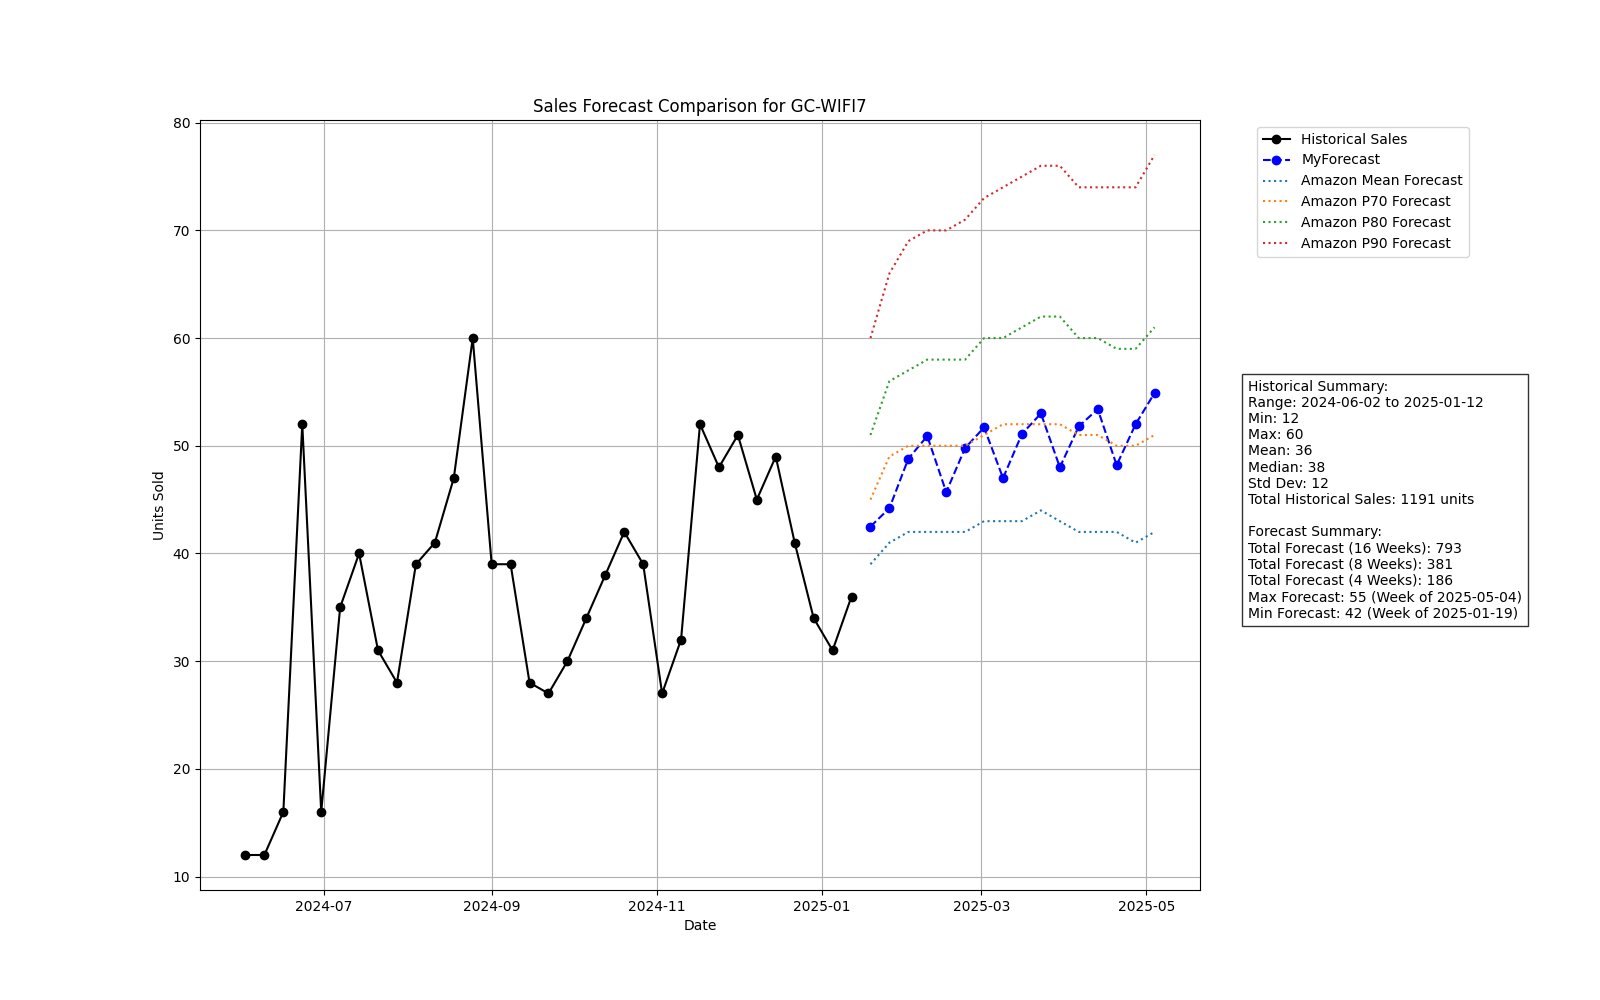 Sales Forecast Comparison for GC-WIFI7
80
70
60
50
40
30
20
10
Units Sold
2024-07
2024-09
2024-11
2025-01
2025-03
2025-05
Date
Historical Sales
MyForecast
Amazon Mean Forecast
Amazon P70 Forecast
Amazon P80 Forecast
Amazon P90 Forecast
Historical Summary:
Range: 2024-06-02 to 2025-01-12
Min: 12
Max: 60
Mean: 36
Median: 38
Std Dev: 12
Total Historical Sales: 1191 units
Forecast Summary:
Total Forecast (16 Weeks): 793
Total Forecast (8 Weeks): 381
Total Forecast (4 Weeks): 186
Max Forecast: 55 (Week of 2025-05-04)
Min Forecast: 42 (Week of 2025-01-19)